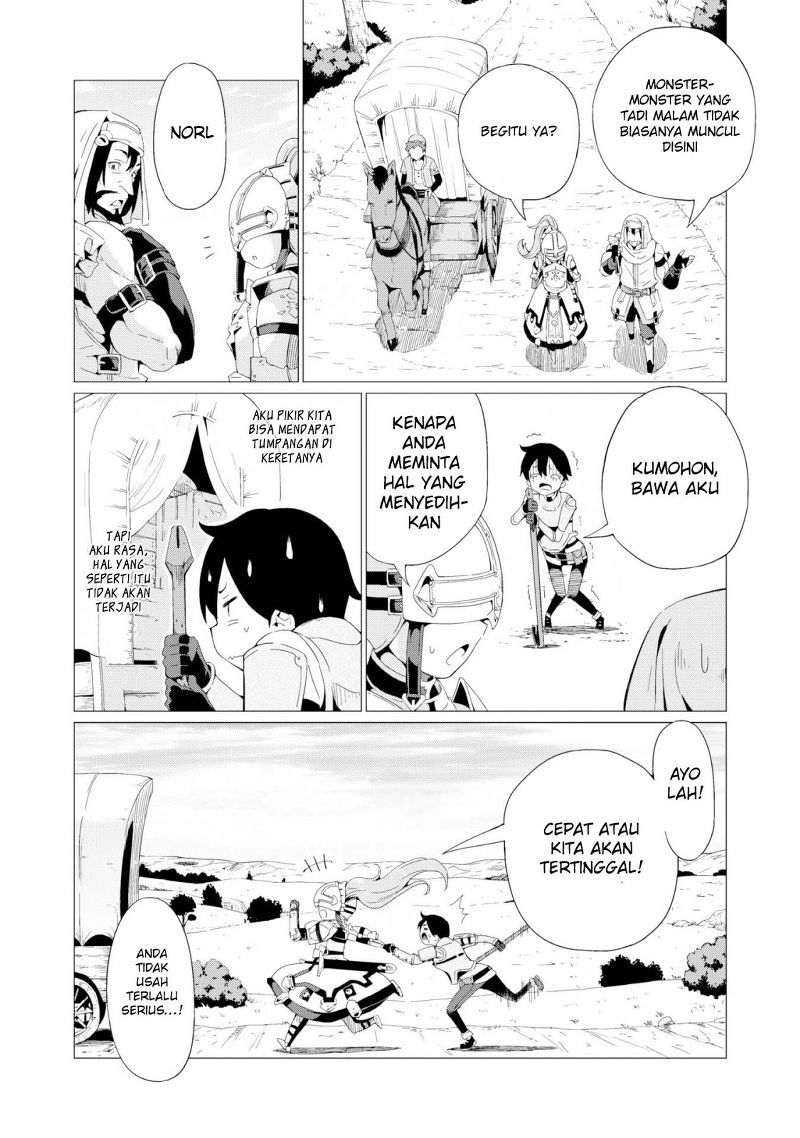 MONSTER-
MONSTER YANG
TADI MALAM TIDAK
BIASANYA MUNCUL
DISINI
BEGITU YA?
NORL
KUMOHON,
BAWA AKU
KENAPA
ANDA
MEMINTA
HAL YANG
MENYEDIH-
KAN
AKU PIKIR KITA
BISA MENDAPAT
TUMPANGAN DI
KERETANYA
TAPI
AKU RASA,
HAL YANG
SEPERTI ITU
TIDAK AKAN
TERJADI
AYO
LAH!
CEPAT ATAU
KITA AKAN
TERTINGGAL!
ANDA
TIDAK
USAH
TERLALU
SERIUS...!